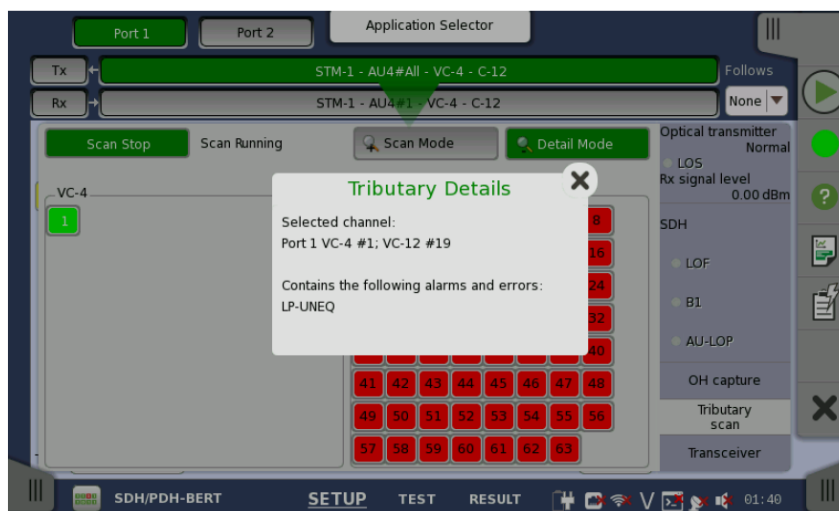 Port 1
Port 2
Application Selector
Tx
STM-1 - AU4#All - VC-4 - C-12
Follows
Rx
STM-1 - AU4#1 - VC-4 - C-12
None
Scan Stop
Scan Running
Scan Mode
Detail Mode
Optical transmitter
Normal
LOS
Rx signal level
0.00 dBm
VC-4
1
Tributary Details
Selected channel:
Port 1 VC-4 #1; VC-12 #19
Contains the following alarms and errors:
LP-UNEQ
8
16
24
32
40
41 42 43 44 45 46 47 48
49 50 51 52 53 54 55 56
57 58 59 60 61 62 63
SDH
LOF
B1
AU-LOP
OH capture
Tributary
scan
Transceiver
?
SDH/PDH-BERT
SETUP
TEST
RESULT
01:40